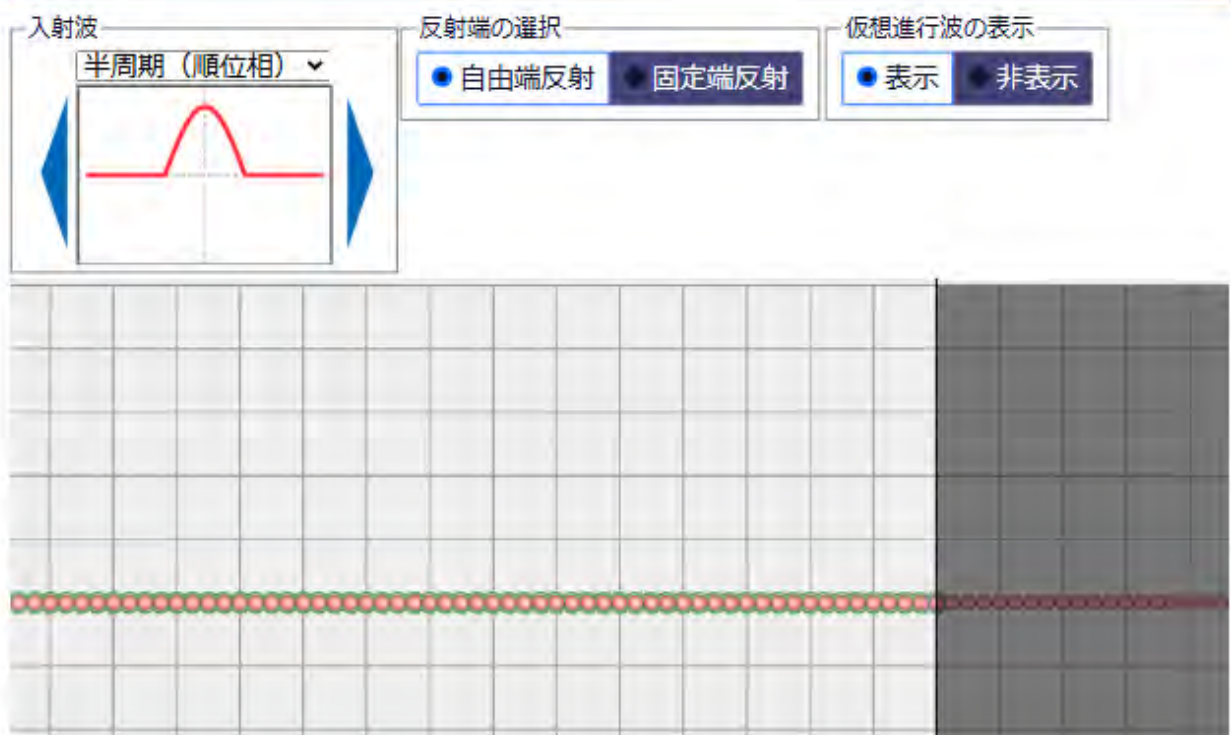 入射波
半周期（順位相）
反射端の選択
自由端反射
固定端反射
仮想進行波の表示
表示
非表示